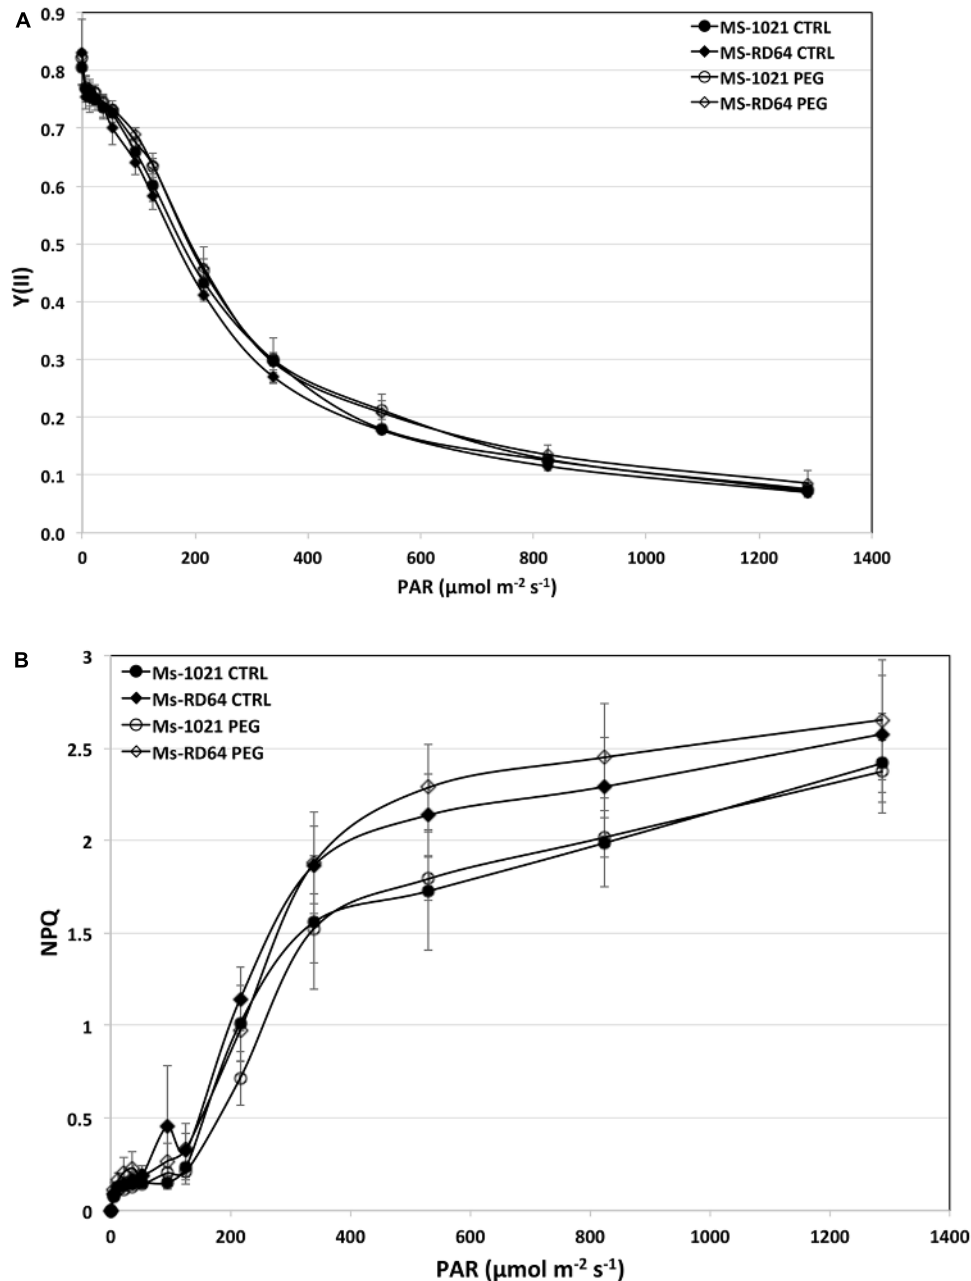 A
MS-1021 CTRL
MS-RD64 CTRL
MS-1021 PEG
MS-RD64 PEG
0.9
0.8
0.7
0.6
0.5
0.4
0.3
0.2
0.1
0.0
Y(II)
0 200 400 600 800 1000 1200 1400
PAR (µmol m-2 s-1)
B
Ms-1021 CTRL
Ms-RD64 CTRL
Ms-1021 PEG
Ms-RD64 PEG
3
2.5
2
1.5
1
0.5
0
NPQ
0 200 400 600 800 1000 1200 1400
PAR (µmol m-2 s-1)